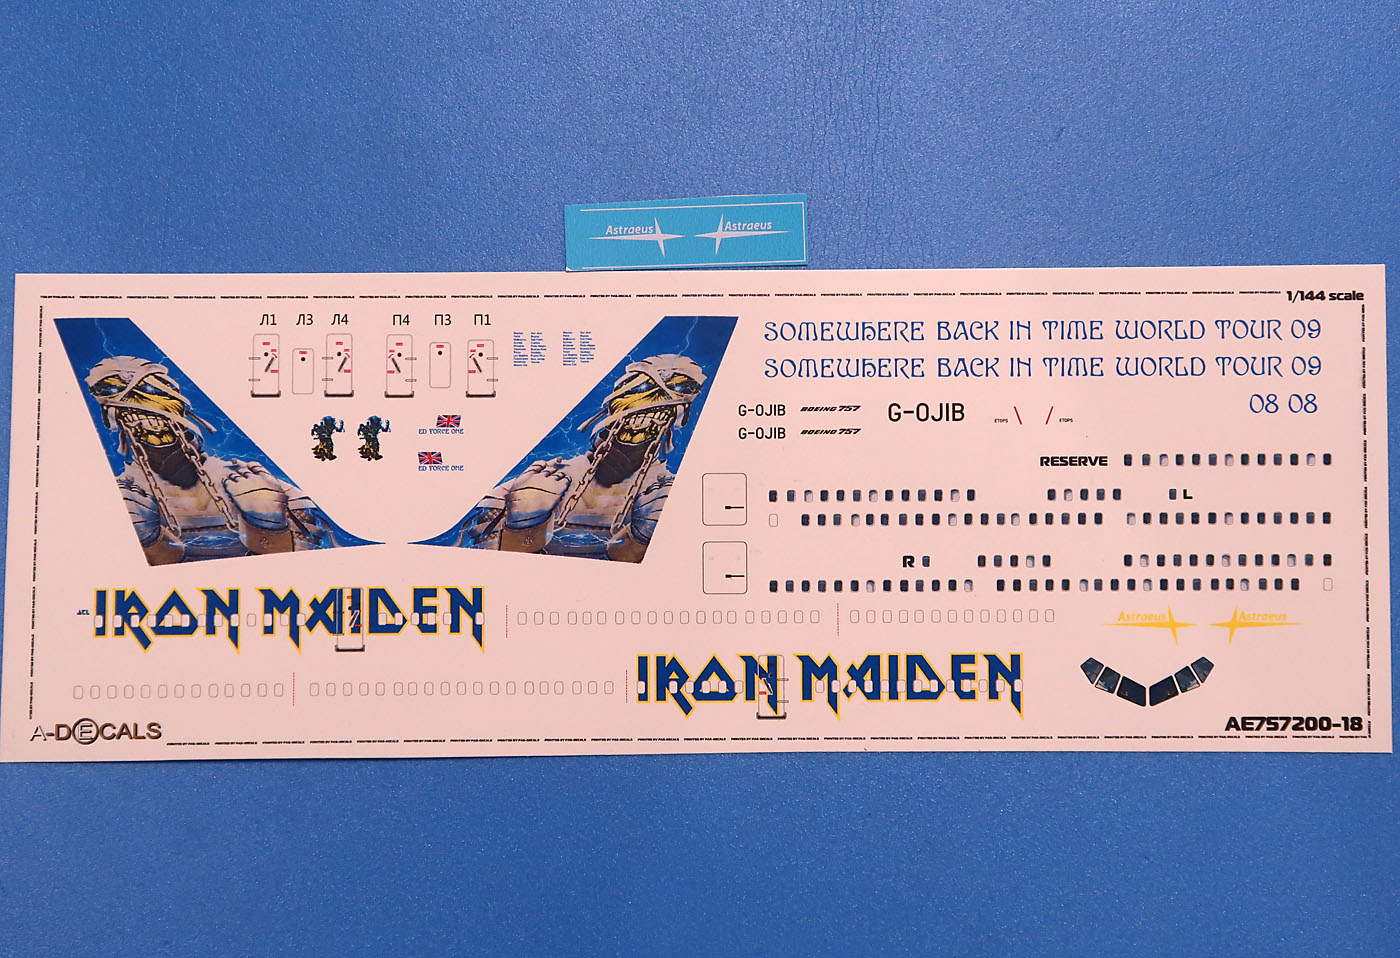 Astraeus Astraeus
1/144 scale
Л1 Л3 Л4 П4 П3 П1
SOMEWHERE BACK IN TIME WORLD TOUR 09
SOMEWHERE BACK IN TIME WORLD TOUR 09
08 08
G-OJIB BOEING 757 G-OJIB ETOPS ETOPS
G-OJIB BOEING 757
ED FORCE ONE
ED FORCE ONE
RESERVE
L
R
IRON MAIDEN
Astraeus Astraeus
IRON MAIDEN
A-DECALS
AE757200-18